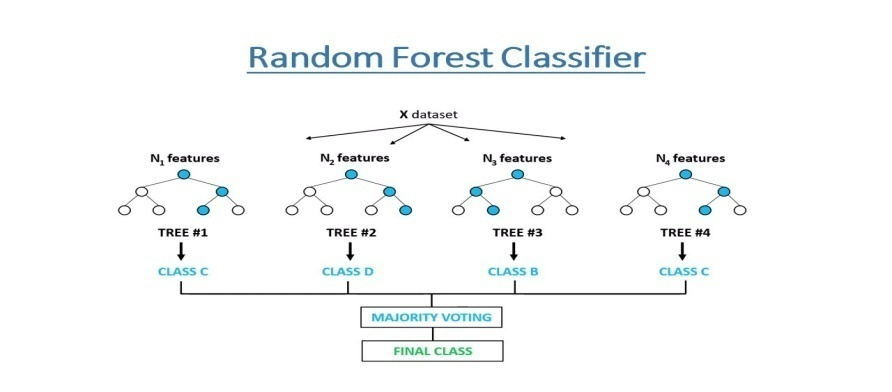 Random Forest Classifier
X dataset
N1 features N2 features N3 features N4 features
TREE #1 TREE #2 TREE #3 TREE #4
CLASS C CLASS D CLASS B CLASS C
MAJORITY VOTING
FINAL CLASS